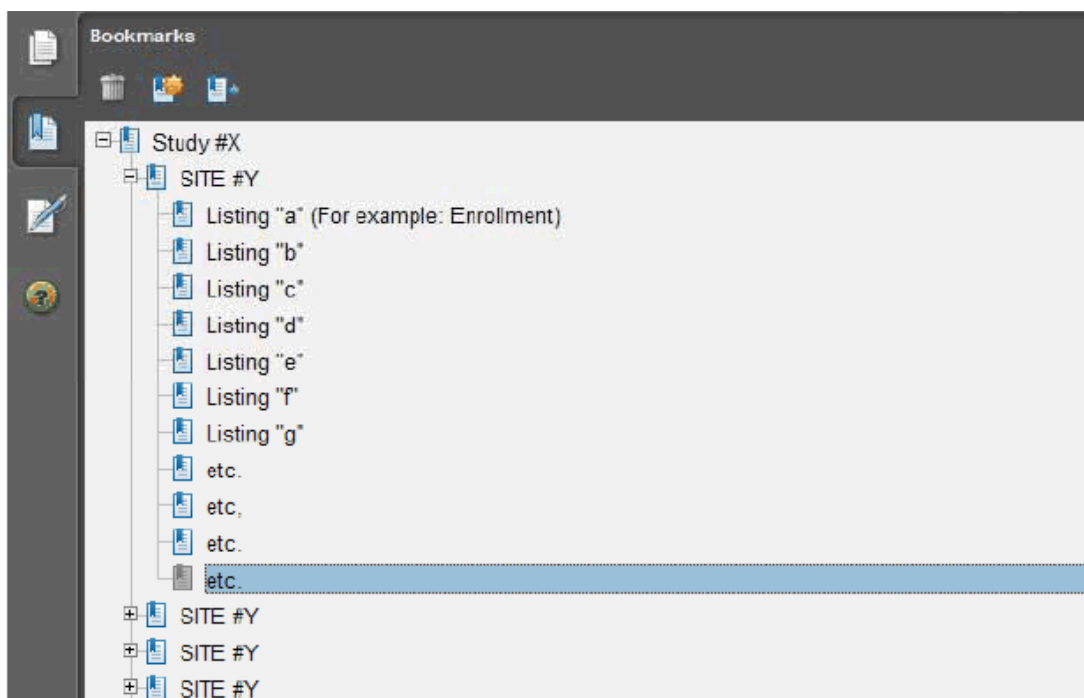 Bookmarks
Study #X
SITE #Y
Listing "a" (For example: Enrollment)
Listing "b"
Listing "c"
Listing "d"
Listing "e"
Listing "f"
Listing "g"
etc.
etc,
etc.
etc.
SITE #Y
SITE #Y
SITE #Y